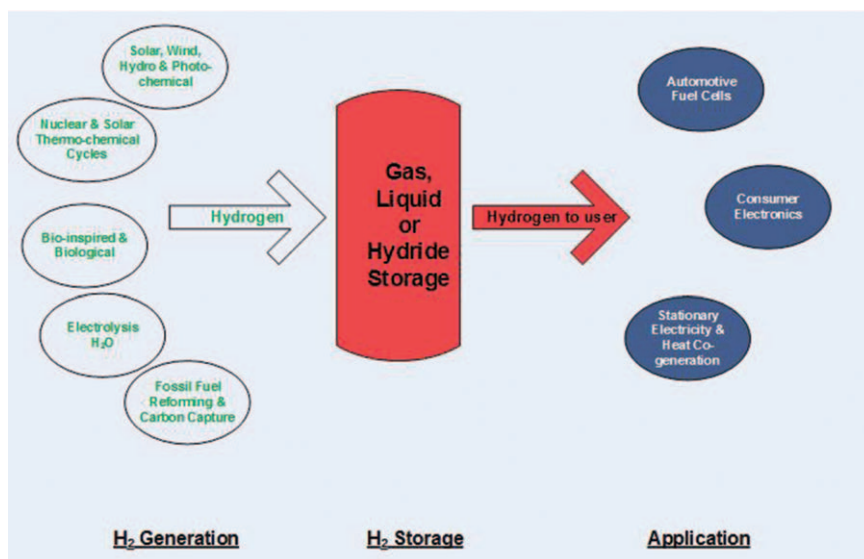 Solar, Wind,
Hydro & Photo-
chemical
Nuclear & Solar
Thermo-chemical
Cycles
Bio-inspired &
Biological
Electrolysis
H₂O
Fossil Fuel
Reforming &
Carbon Capture
Hydrogen
Gas,
Liquid
or
Hydride
Storage
Hydrogen to user
Automotive
Fuel Cells
Consumer
Electronics
Stationary
Electricity &
Heat Co-
generation
H₂ Generation
H₂ Storage
Application